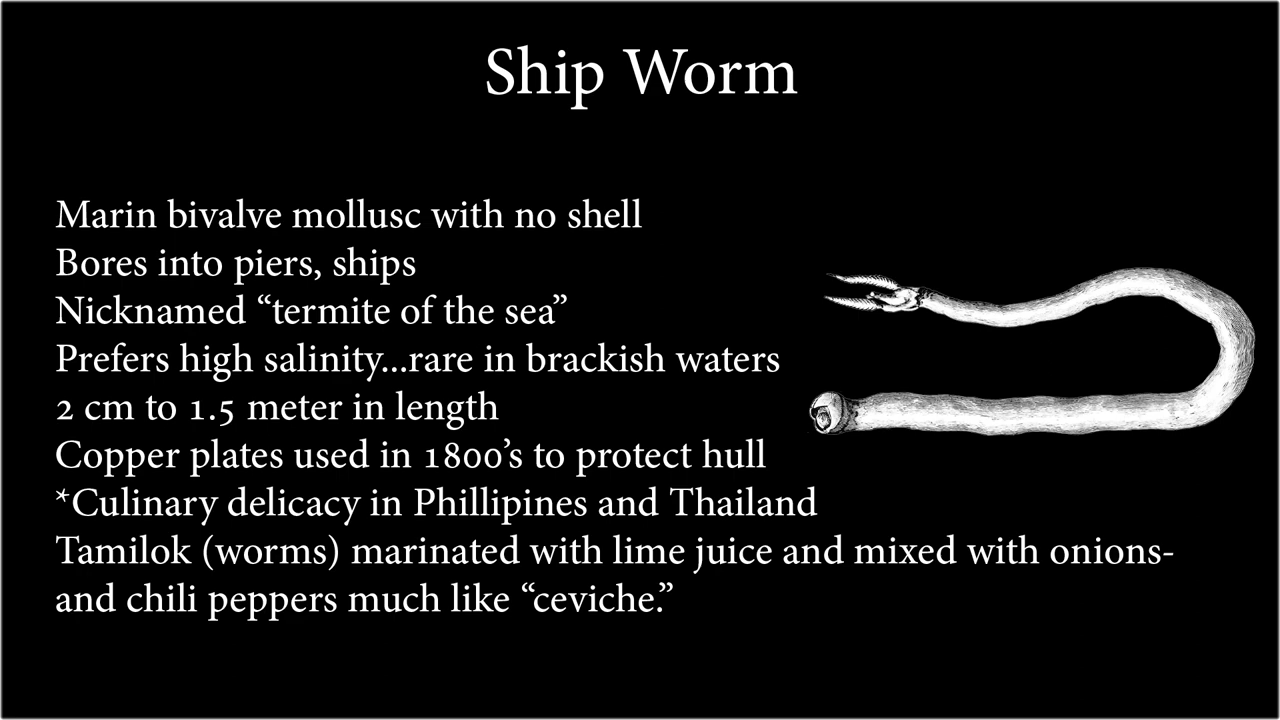 Ship Worm
Marin bivalve mollusc with no shell
Bores into piers, ships
Nicknamed “termite of the sea”
Prefers high salinity...rare in brackish waters
2 cm to 1.5 meter in length
Copper plates used in 1800’s to protect hull
*Culinary delicacy in Phillipines and Thailand
Tamilok (worms) marinated with lime juice and mixed with onions-
and chili peppers much like “ceviche.”